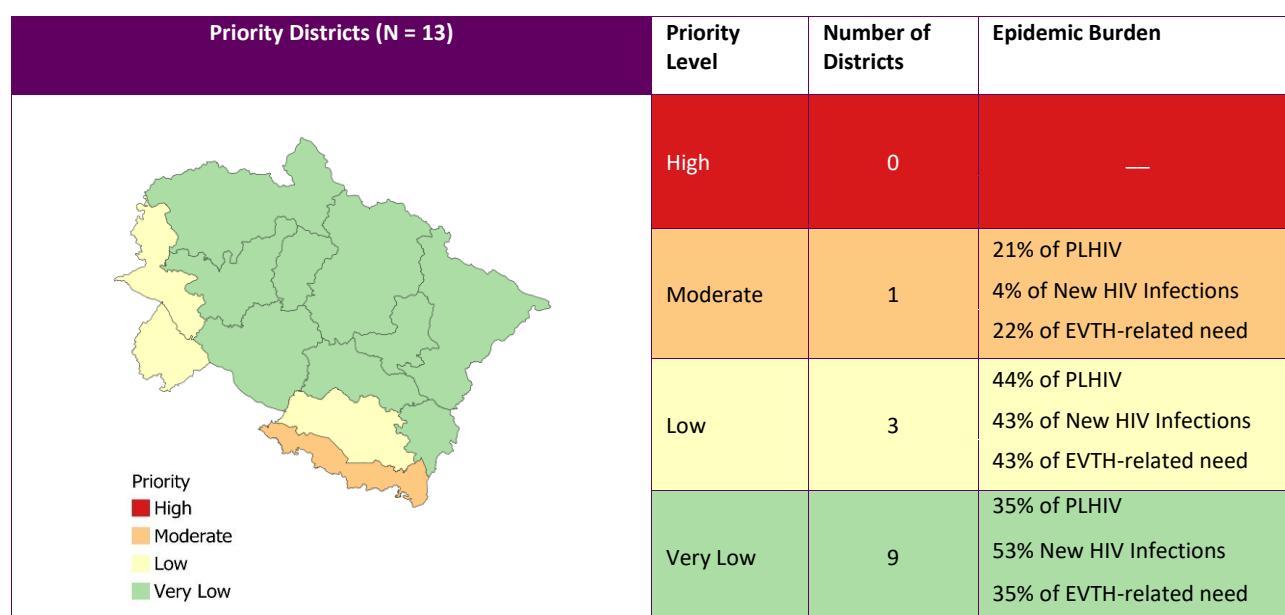 Priority Districts (N = 13)
Priority
Level
Number of
Districts
Epidemic Burden
High
0
__
Moderate
1
21% of PLHIV
4% of New HIV Infections
22% of EVTH-related need
Low
3
44% of PLHIV
43% of New HIV Infections
43% of EVTH-related need
Very Low
9
35% of PLHIV
53% New HIV Infections
35% of EVTH-related need
Priority
High
Moderate
Low
Very Low